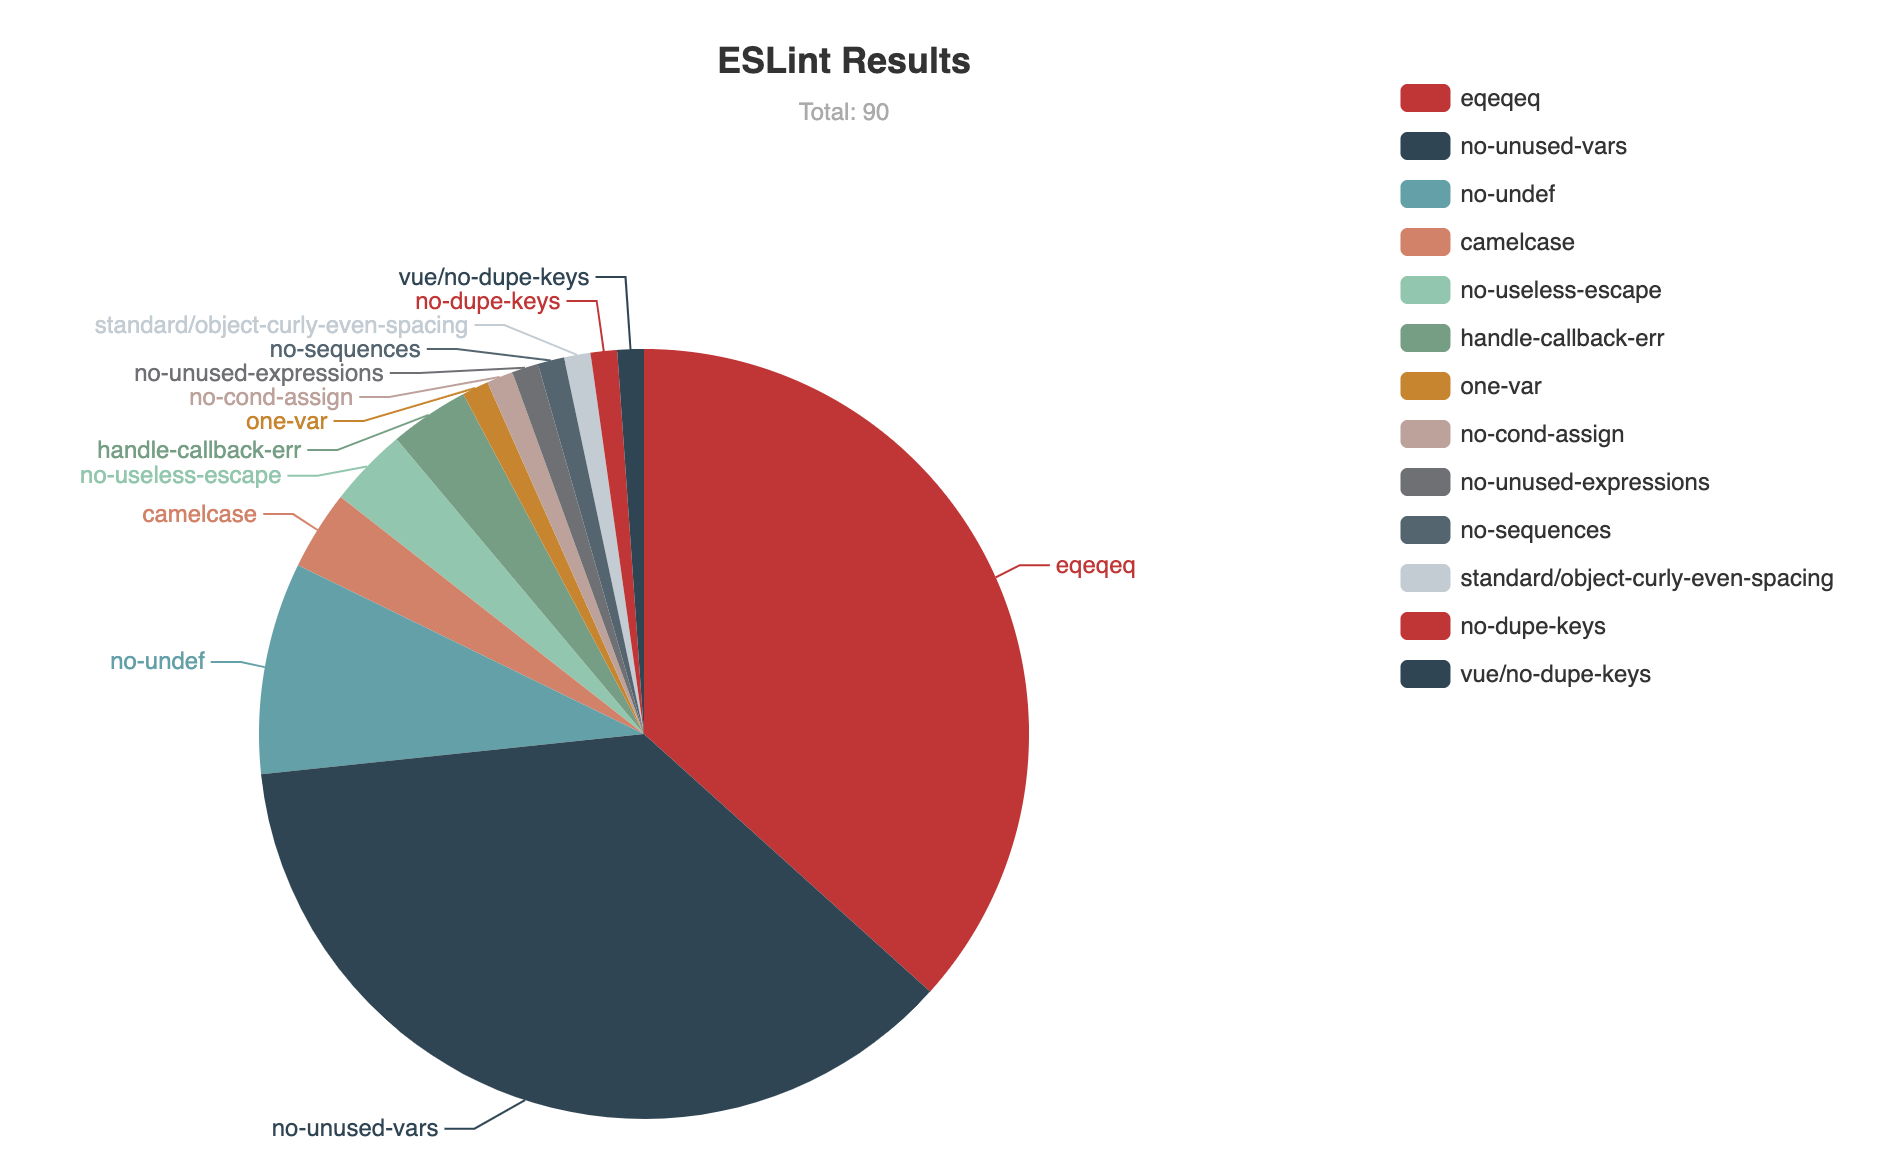 ESLint Results
Total: 90
eqeqeq
no-unused-vars
no-undef
camelcase
no-useless-escape
handle-callback-err
one-var
no-cond-assign
no-unused-expressions
no-sequences
standard/object-curly-even-spacing
no-dupe-keys
vue/no-dupe-keys
vue/no-dupe-keys
no-dupe-keys
standard/object-curly-even-spacing
no-sequences
no-unused-expressions
no-cond-assign
one-var
handle-callback-err
no-useless-escape
camelcase
eqeqeq
no-undef
no-unused-vars